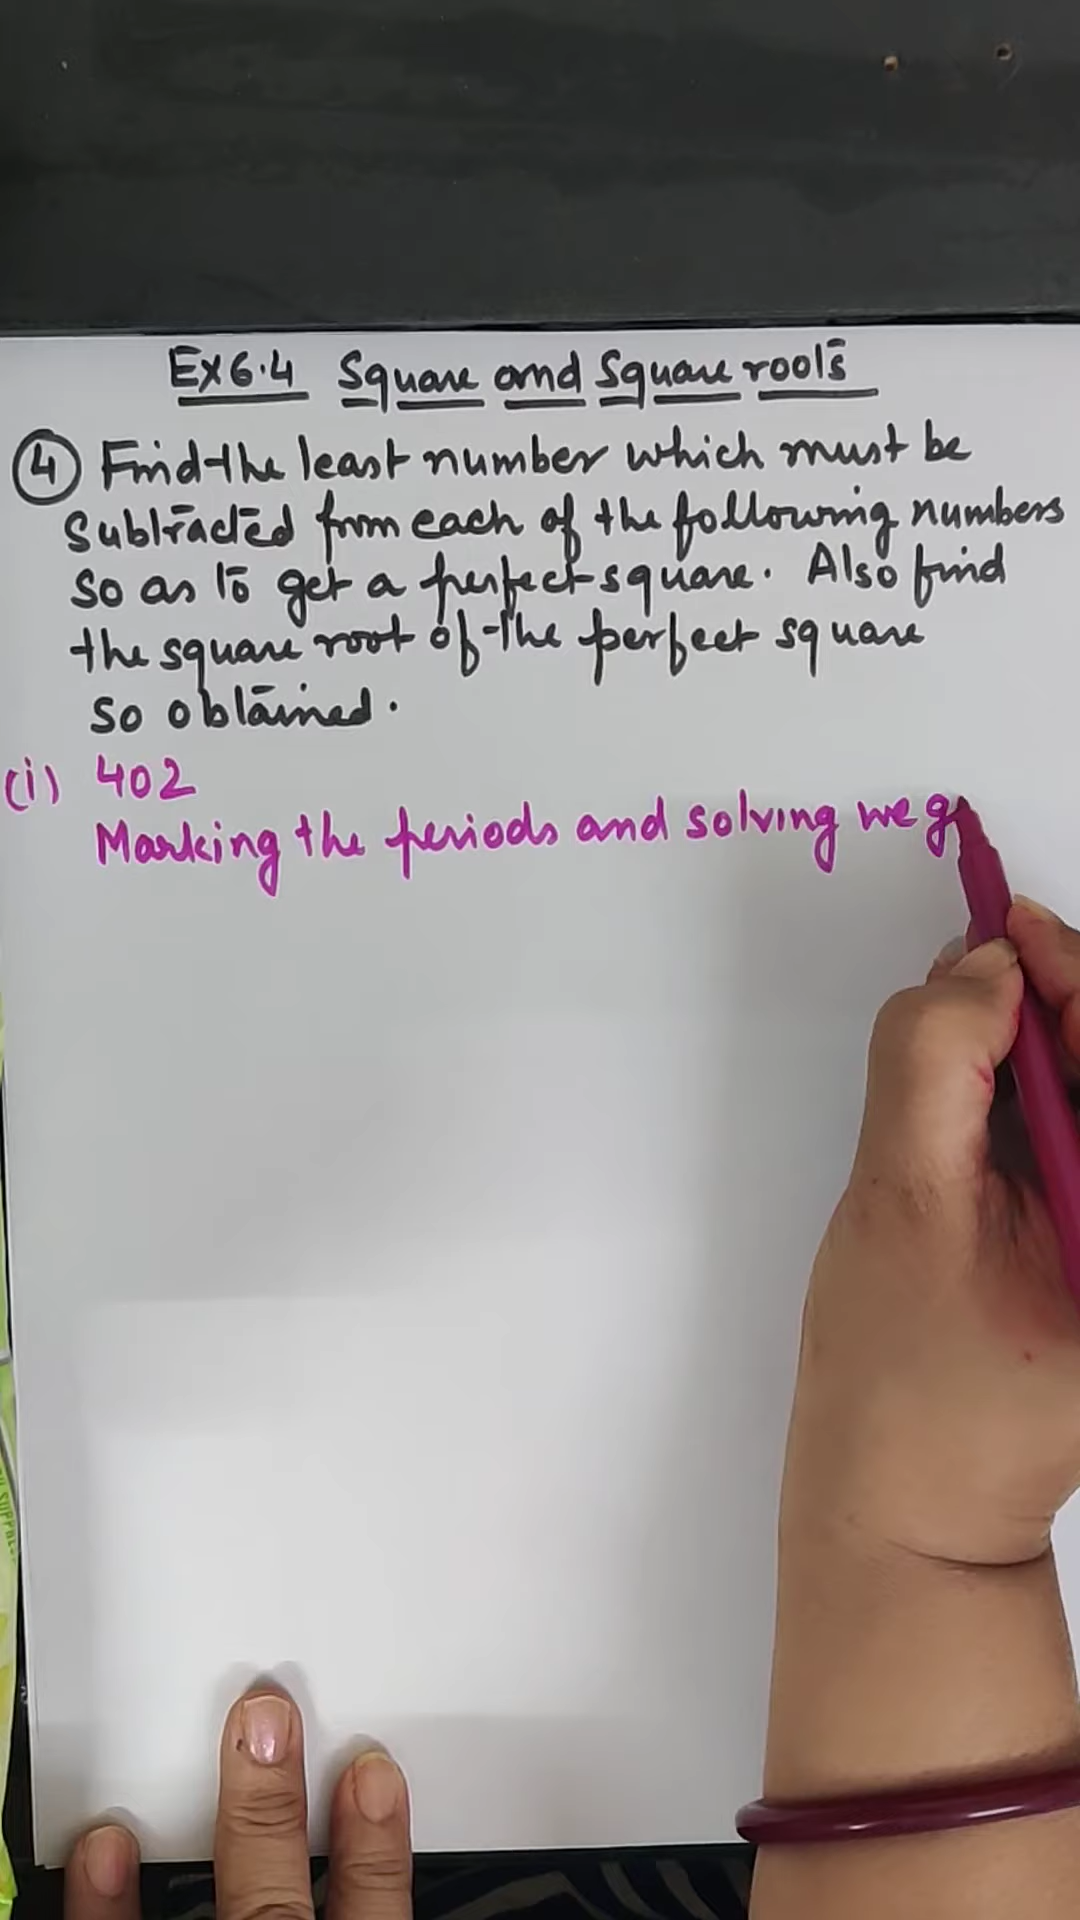 Ex 6.4 Square and Square roots
4 Find the least number which must be
Subtracted from each of the following numbers
so as to get a perfect square. Also find
the square root of the perfect square
so obtained.
(i) 402
Marking the periods and solving we g